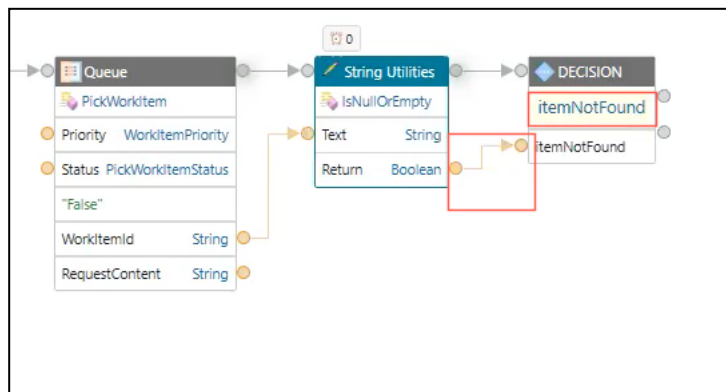 0
Queue
PickWorkItem
Priority WorkItemPriority
Status PickWorkItemStatus
"False"
WorkItemId String
RequestContent String
String Utilities
IsNullOrEmpty
Text String
Return Boolean
DECISION
itemNotFound
itemNotFound